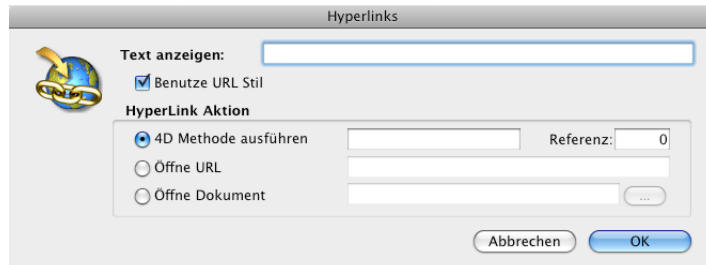 Hyperlinks
Text anzeigen:
Benutze URL Stil
HyperLink Aktion
4D Methode ausführen Referenz: 0
Öffne URL
Öffne Dokument ...
Abbrechen OK